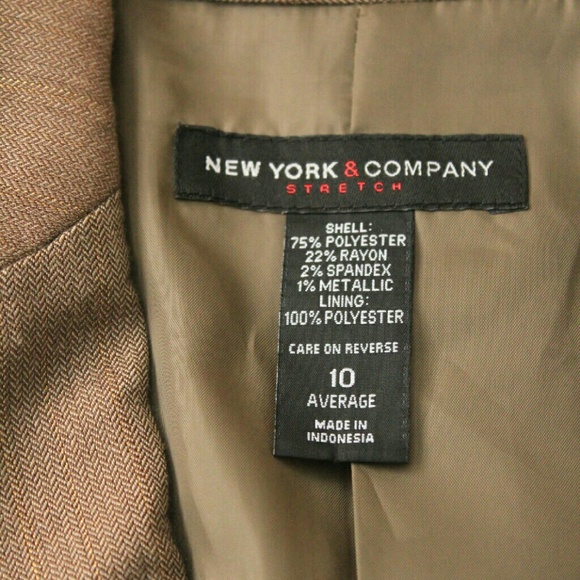 NEW YORK & COMPANY
STRETCH
SHELL:
75% POLYESTER
22% RAYON
2% SPANDEX
1% METALLIC
LINING:
100% POLYESTER
CARE ON REVERSE
10
AVERAGE
MADE IN
INDONESIA